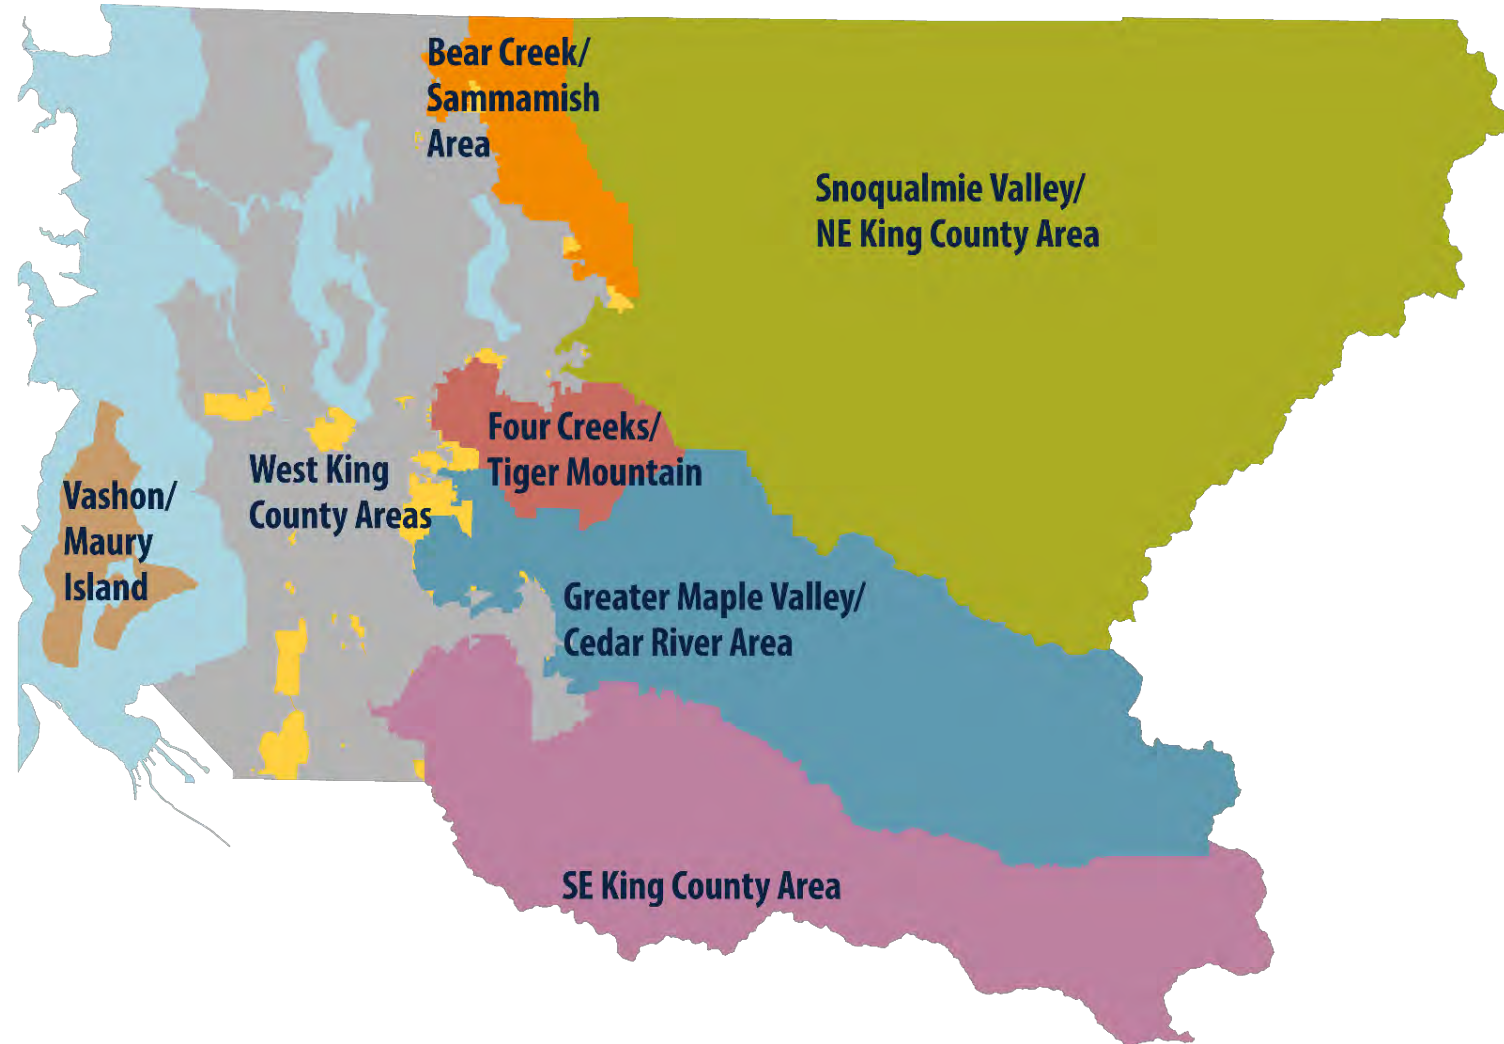 Bear Creek/
Sammamish
Area
Snoqualmie Valley/
NE King County Area
Four Creeks/
Tiger Mountain
West King
County Areas
Vashon/
Maury
Island
Greater Maple Valley/
Cedar River Area
SE King County Area